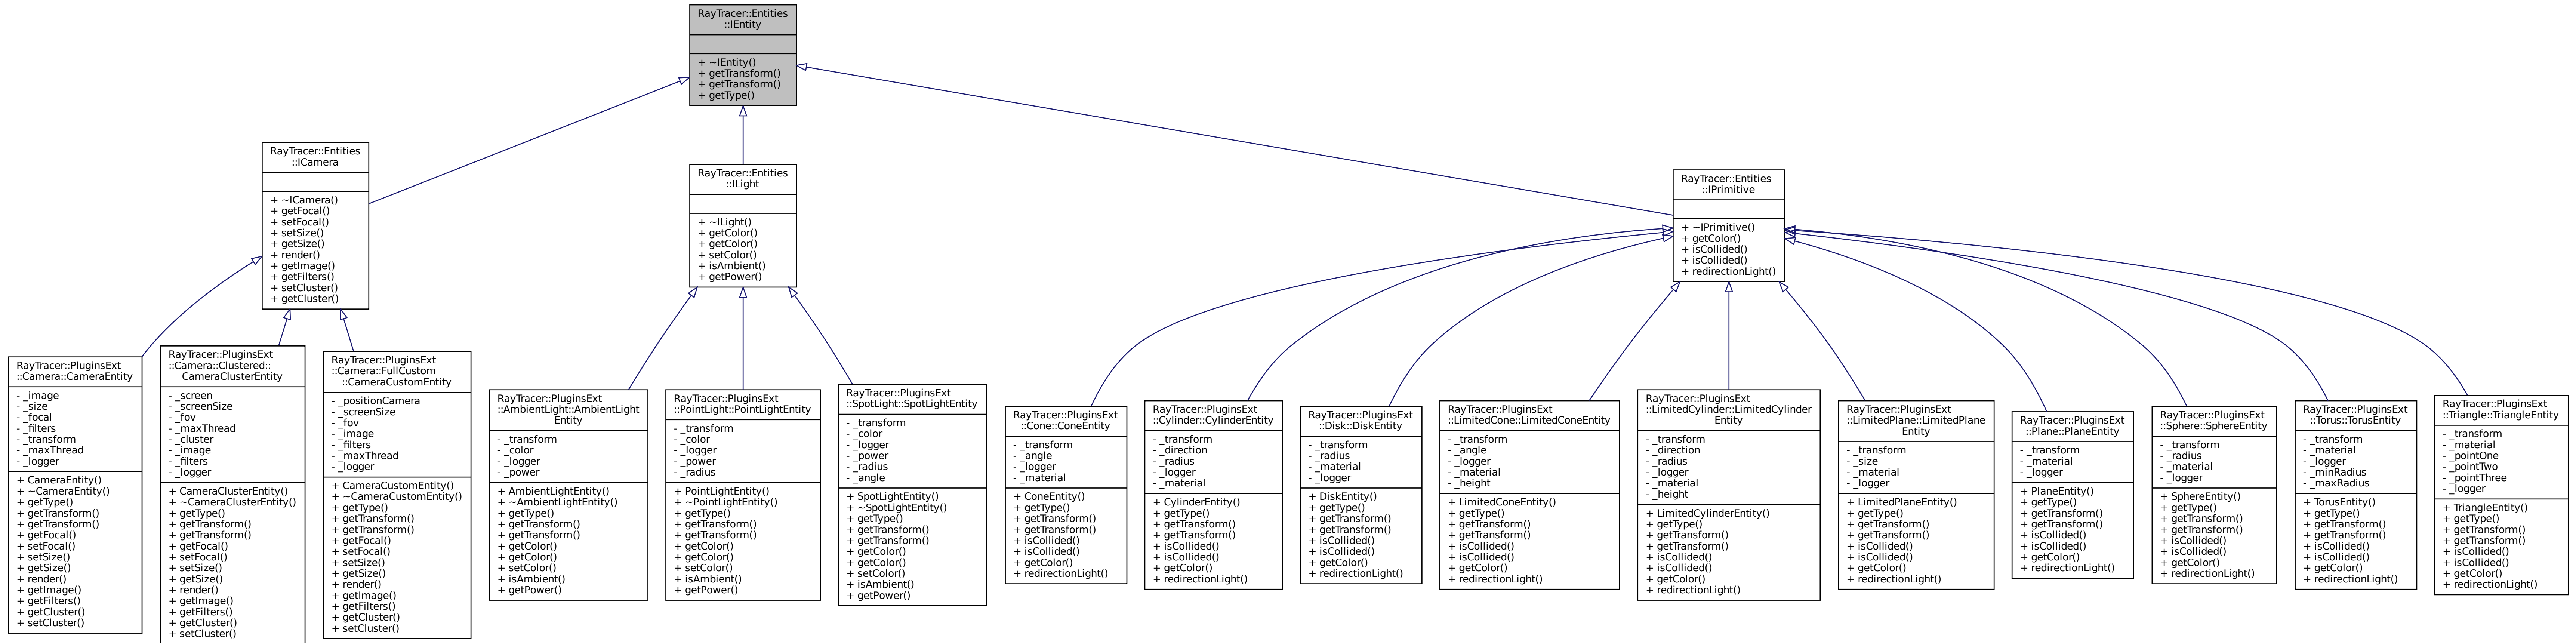 RayTracer::Entities
::IEntity
+ ~IEntity()
+ getTransform()
+ getTransform()
+ getType()
RayTracer::Entities
::ICamera
+ ~ICamera()
+ getFocal()
+ setFocal()
+ setSize()
+ getSize()
+ render()
+ getImage()
+ getFilters()
+ setCluster()
+ getCluster()
RayTracer::Entities
::ILight
+ ~ILight()
+ getColor()
+ getColor()
+ setColor()
+ isAmbient()
+ getPower()
RayTracer::Entities
::IPrimitive
+ ~IPrimitive()
+ getColor()
+ isCollided()
+ isCollided()
+ redirectionLight()
RayTracer::PluginsExt
::Camera::CameraEntity
- _image
- _size
- _focal
- _filters
- _transform
- _maxThread
- _logger
+ CameraEntity()
+ ~CameraEntity()
+ getType()
+ getTransform()
+ getTransform()
+ getFocal()
+ setFocal()
+ setSize()
+ getSize()
+ render()
+ getImage()
+ getFilters()
+ getCluster()
+ setCluster()
RayTracer::PluginsExt
::Camera::Clustered::
CameraClusterEntity
- _screen
- _screenSize
- _fov
- _maxThread
- _cluster
- _image
- _filters
- _logger
+ CameraClusterEntity()
+ ~CameraClusterEntity()
+ getType()
+ getTransform()
+ getTransform()
+ getFocal()
+ setFocal()
+ setSize()
+ getSize()
+ render()
+ getImage()
+ getFilters()
+ getCluster()
+ setCluster()
RayTracer::PluginsExt
::Camera::FullCustom
::CameraCustomEntity
- _positionCamera
- _screenSize
- _fov
- _image
- _filters
- _maxThread
- _logger
+ CameraCustomEntity()
+ ~CameraCustomEntity()
+ getType()
+ getTransform()
+ getTransform()
+ getFocal()
+ setFocal()
+ setSize()
+ getSize()
+ render()
+ getImage()
+ getFilters()
+ getCluster()
+ setCluster()
RayTracer::PluginsExt
::AmbientLight::AmbientLight
Entity
- _transform
- _color
- _logger
- _power
+ AmbientLightEntity()
+ ~AmbientLightEntity()
+ getType()
+ getTransform()
+ getTransform()
+ getColor()
+ getColor()
+ setColor()
+ isAmbient()
+ getPower()
RayTracer::PluginsExt
::PointLight::PointLightEntity
- _transform
- _color
- _logger
- _power
- _radius
+ PointLightEntity()
+ ~PointLightEntity()
+ getType()
+ getTransform()
+ getTransform()
+ getColor()
+ getColor()
+ setColor()
+ isAmbient()
+ getPower()
RayTracer::PluginsExt
::SpotLight::SpotLightEntity
- _transform
- _color
- _logger
- _power
- _radius
- _angle
+ SpotLightEntity()
+ ~SpotLightEntity()
+ getType()
+ getTransform()
+ getTransform()
+ getColor()
+ getColor()
+ setColor()
+ isAmbient()
+ getPower()
RayTracer::PluginsExt
::Cone::ConeEntity
- _transform
- _angle
- _logger
- _material
+ ConeEntity()
+ getType()
+ getTransform()
+ getTransform()
+ isCollided()
+ isCollided()
+ getColor()
+ redirectionLight()
RayTracer::PluginsExt
::Cylinder::CylinderEntity
- _transform
- _direction
- _radius
- _logger
- _material
+ CylinderEntity()
+ getType()
+ getTransform()
+ getTransform()
+ isCollided()
+ isCollided()
+ getColor()
+ redirectionLight()
RayTracer::PluginsExt
::Disk::DiskEntity
- _transform
- _radius
- _material
- _logger
+ DiskEntity()
+ getType()
+ getTransform()
+ getTransform()
+ isCollided()
+ isCollided()
+ getColor()
+ redirectionLight()
RayTracer::PluginsExt
::LimitedCone::LimitedConeEntity
- _transform
- _angle
- _logger
- _material
- _height
+ LimitedConeEntity()
+ getType()
+ getTransform()
+ getTransform()
+ isCollided()
+ isCollided()
+ getColor()
+ redirectionLight()
RayTracer::PluginsExt
::LimitedCylinder::LimitedCylinder
Entity
- _transform
- _direction
- _radius
- _logger
- _material
- _height
+ LimitedCylinderEntity()
+ getType()
+ getTransform()
+ getTransform()
+ isCollided()
+ isCollided()
+ getColor()
+ redirectionLight()
RayTracer::PluginsExt
::LimitedPlane::LimitedPlane
Entity
- _transform
- _size
- _material
- _logger
+ LimitedPlaneEntity()
+ getType()
+ getTransform()
+ getTransform()
+ isCollided()
+ isCollided()
+ getColor()
+ redirectionLight()
RayTracer::PluginsExt
::Plane::PlaneEntity
- _transform
- _material
- _logger
+ PlaneEntity()
+ getType()
+ getTransform()
+ getTransform()
+ isCollided()
+ isCollided()
+ getColor()
+ redirectionLight()
RayTracer::PluginsExt
::Sphere::SphereEntity
- _transform
- _radius
- _material
- _logger
+ SphereEntity()
+ getType()
+ getTransform()
+ getTransform()
+ isCollided()
+ isCollided()
+ getColor()
+ redirectionLight()
RayTracer::PluginsExt
::Torus::TorusEntity
- _transform
- _material
- _logger
- _minRadius
- _maxRadius
+ TorusEntity()
+ getType()
+ getTransform()
+ getTransform()
+ isCollided()
+ isCollided()
+ getColor()
+ redirectionLight()
RayTracer::PluginsExt
::Triangle::TriangleEntity
- _transform
- _material
- _pointOne
- _pointTwo
- _pointThree
- _logger
+ TriangleEntity()
+ getType()
+ getTransform()
+ getTransform()
+ isCollided()
+ isCollided()
+ getColor()
+ redirectionLight()